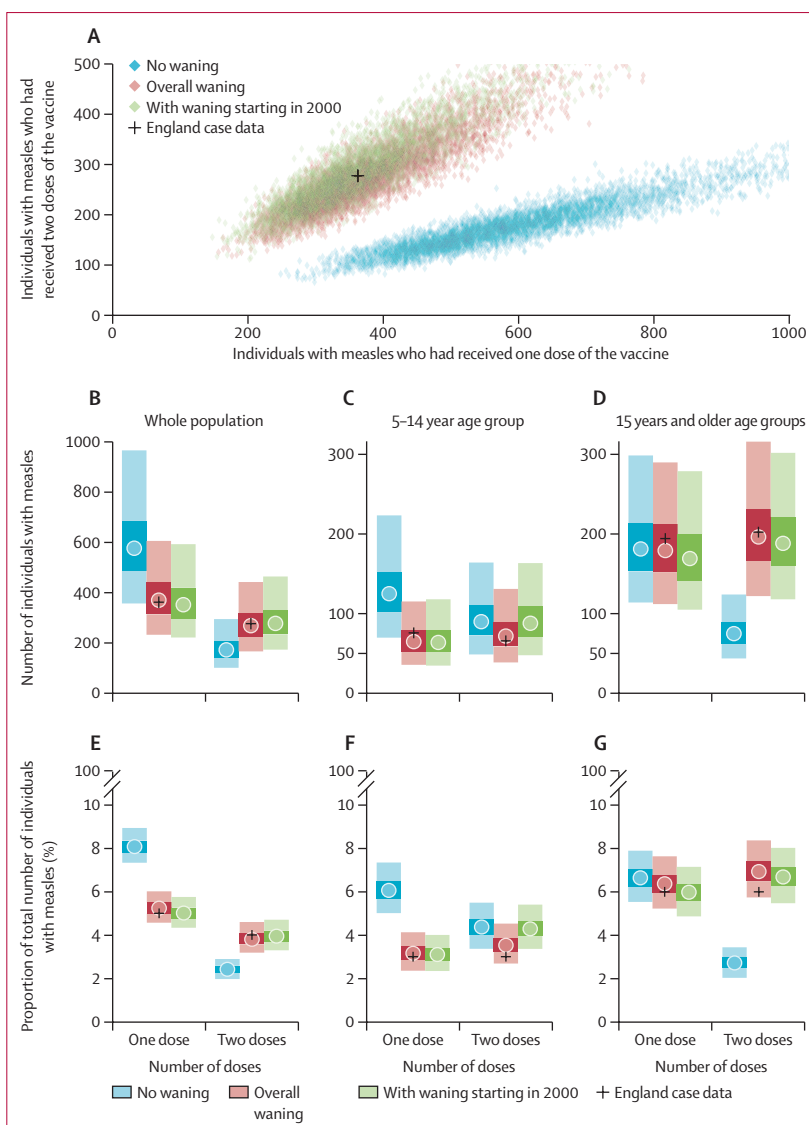 A
500
400
300
200
100
0
Individuals with measles who had
received two doses of the vaccine
No waning
Overall waning
With waning starting in 2000
England case data
0
200
400
600
800
1000
Individuals with measles who had received one dose of the vaccine
B
Whole population
C
5–14 year age group
D
15 years and older age groups
Number of individuals with measles
1000
800
600
400
200
0
300
200
100
50
0
300
200
100
50
0
E
F
G
Proportion of total number of individuals
with measles (%)
100
10
8
6
4
2
0
100
10
8
6
4
2
0
100
10
8
6
4
2
0
One dose
Two doses
Number of doses
One dose
Two doses
Number of doses
One dose
Two doses
Number of doses
No waning
Overall
waning
With waning starting in 2000
England case data